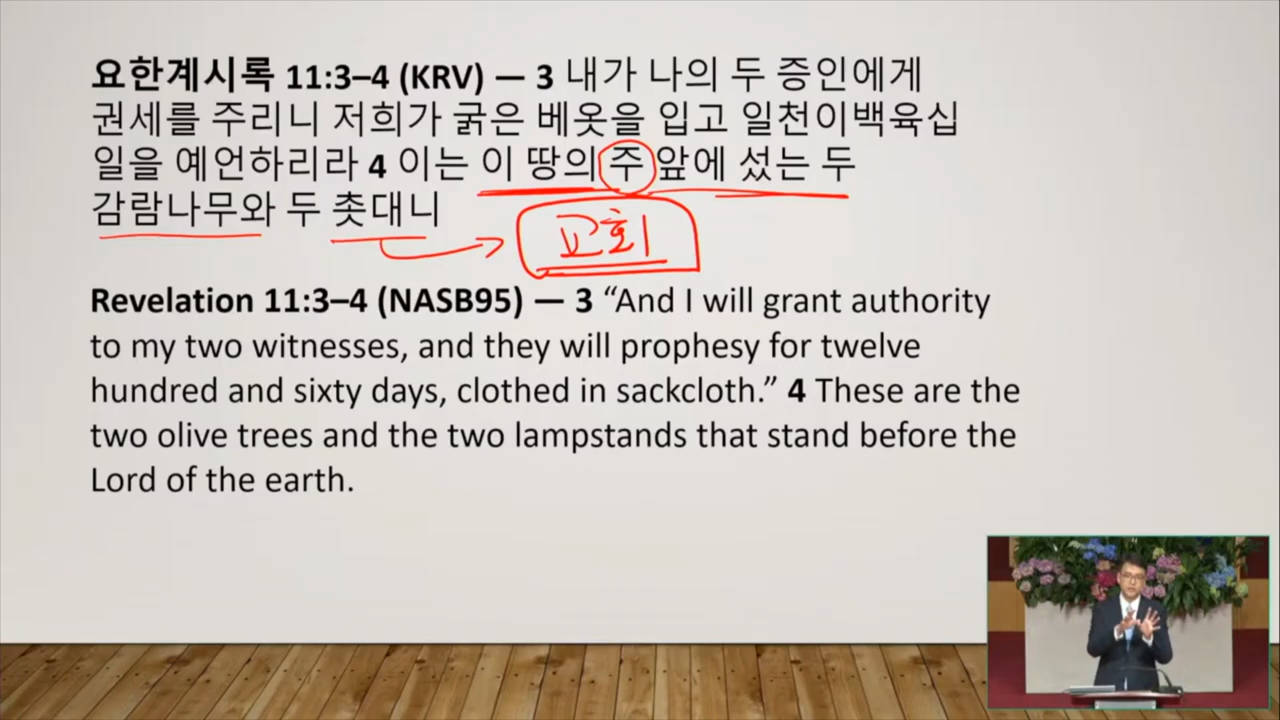 요한계시록 11:3–4 (KRV) — 3 내가 나의 두 증인에게
권세를 주리니 저희가 굵은 베옷을 입고 일천이백육십
일을 예언하리라 4 이는 이 땅의 주 앞에 섰는 두
감람나무와 두 촛대니
교회
Revelation 11:3–4 (NASB95) — 3 “And I will grant authority
to my two witnesses, and they will prophesy for twelve
hundred and sixty days, clothed in sackcloth.” 4 These are the
two olive trees and the two lampstands that stand before the
Lord of the earth.